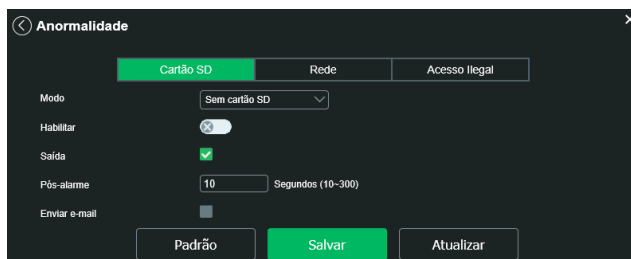 Anormalidade
Cartão SD Rede Acesso Ilegal
Modo Sem cartão SD
Habilitar
Saída
Pós-alarme 10 Segundos (10~300)
Enviar e-mail
Padrão Salvar Atualizar